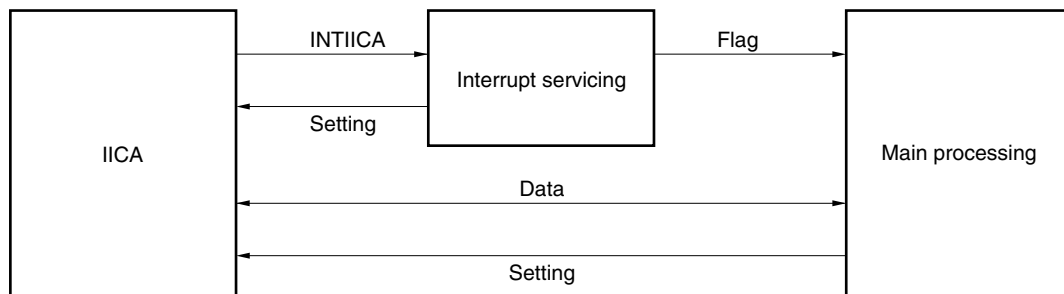 INTIICA
Flag
Interrupt servicing
Setting
IICA
Main processing
Data
Setting